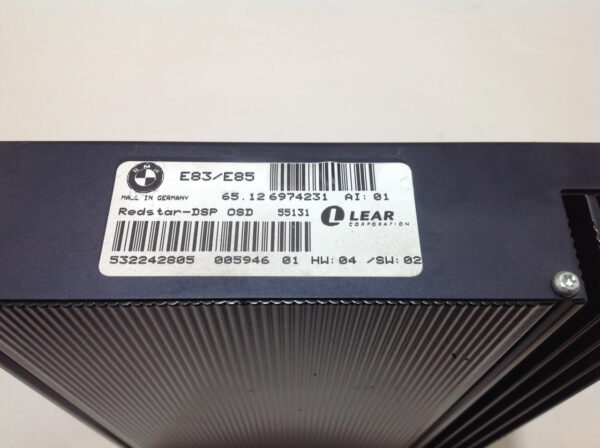 BMW
E83/E85
MADE IN GERMANY 65.12 6974231 AI: 01
Redstar-DSP OSD 55131 LEAR
CORPORATION
532242805 005946 01 HW:04 /SW:02